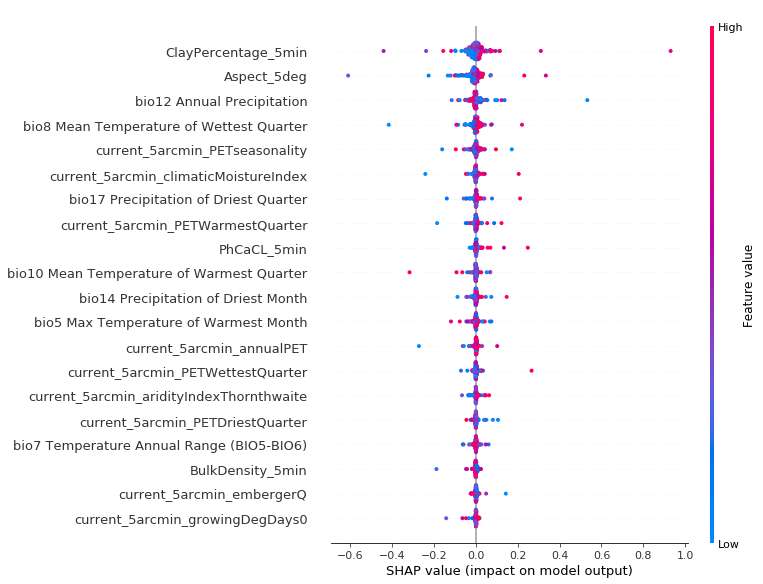 High
ClayPercentage_5min
Aspect_5deg
bio12 Annual Precipitation
bio8 Mean Temperature of Wettest Quarter
current_5arcmin_PETseasonality
current_5arcmin_climaticMoistureIndex
bio17 Precipitation of Driest Quarter
current_5arcmin_PETWarmestQuarter
PhCaCL_5min
bio10 Mean Temperature of Warmest Quarter
bio14 Precipitation of Driest Month
bio5 Max Temperature of Warmest Month
current_5arcmin_annualPET
current_5arcmin_PETWettestQuarter
current_5arcmin_aridityIndexThornthwaite
current_5arcmin_PETDriestQuarter
bio7 Temperature Annual Range (BIO5-BIO6)
BulkDensity_5min
current_5arcmin_embergerQ
current_5arcmin_growingDegDays0
Feature value
Low
−0.6 −0.4 −0.2 0.0 0.2 0.4 0.6 0.8 1.0
SHAP value (impact on model output)